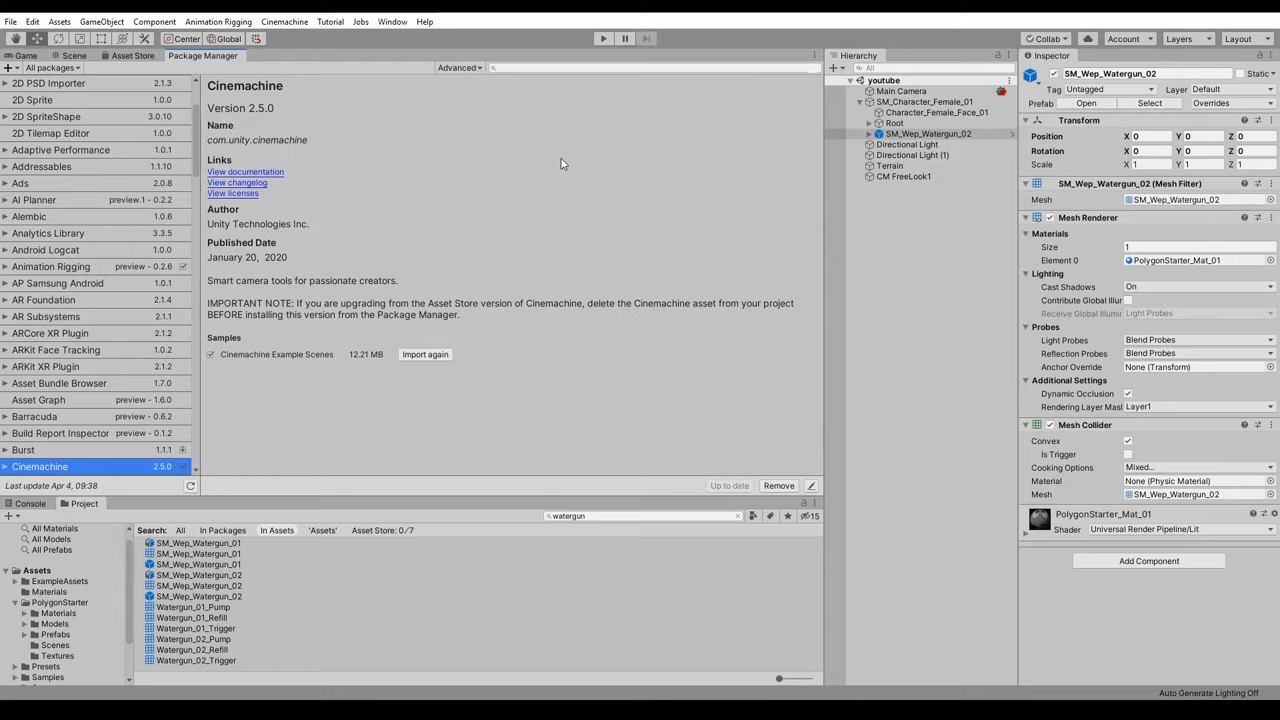 File Edit Assets GameObject Component Animation Rigging Cinemachine Tutorial Jobs Window Help
Center Global Collab Account Layers Layout
Game Scene Asset Store Package Manager
All packages Advanced
2D PSD Importer 2.1.3
2D Sprite 1.0.0
2D SpriteShape 3.0.10
2D Tilemap Editor 1.0.0
Adaptive Performance 1.0.1
Addressables 1.1.10
Ads 2.0.8
AI Planner preview.1 - 0.2.2
Alembic 1.0.6
Analytics Library 3.3.5
Android Logcat 1.0.0
Animation Rigging preview - 0.2.6
AP Samsung Android 1.0.1
AR Foundation 2.1.4
AR Subsystems 2.1.1
ARCore XR Plugin 2.1.2
ARKit Face Tracking 1.0.2
ARKit XR Plugin 2.1.2
Asset Bundle Browser 1.7.0
Asset Graph preview - 1.6.0
Barracuda preview - 0.6.2
Build Report Inspector preview - 0.1.2
Burst 1.1.1
Cinemachine 2.5.0
Last update Apr 4, 09:38
Cinemachine
Version 2.5.0
Name
com.unity.cinemachine
Links
View documentation
View changelog
View licenses
Author
Unity Technologies Inc.
Published Date
January 20, 2020
Smart camera tools for passionate creators.
IMPORTANT NOTE: If you are upgrading from the Asset Store version of Cinemachine, delete the Cinemachine asset from your project
BEFORE installing this version from the Package Manager.
Samples
Cinemachine Example Scenes 12.21 MB Import again
Up to date Remove
Hierarchy
All
youtube
Main Camera
SM_Character_Female_01
Character_Female_Face_01
Root
SM_Wep_Watergun_02
Directional Light
Directional Light (1)
Terrain
CM FreeLook1
Inspector
SM_Wep_Watergun_02 Static
Tag Untagged Layer Default
Prefab Open Select Overrides
Transform
Position X 0 Y 0 Z 0
Rotation X 0 Y 0 Z 0
Scale X 1 Y 1 Z 1
SM_Wep_Watergun_02 (Mesh Filter)
Mesh SM_Wep_Watergun_02
Mesh Renderer
Materials
Size 1
Element 0 PolygonStarter_Mat_01
Lighting
Cast Shadows On
Contribute Global Illur
Receive Global Illumir Light Probes
Probes
Light Probes Blend Probes
Reflection Probes Blend Probes
Anchor Override None (Transform)
Additional Settings
Dynamic Occlusion
Rendering Layer Masl Layer1
Mesh Collider
Convex
Is Trigger
Cooking Options Mixed...
Material None (Physic Material)
Mesh SM_Wep_Watergun_02
PolygonStarter_Mat_01
Shader Universal Render Pipeline/Lit
Add Component
Console Project
watergun 15
Search: All In Packages In Assets 'Assets' Asset Store: 0/7
All Materials
All Models
All Prefabs
Assets
ExampleAssets
Materials
PolygonStarter
Materials
Models
Prefabs
Scenes
Textures
Presets
Samples
SM_Wep_Watergun_01
SM_Wep_Watergun_01
SM_Wep_Watergun_01
SM_Wep_Watergun_02
SM_Wep_Watergun_02
SM_Wep_Watergun_02
Watergun_01_Pump
Watergun_01_Refill
Watergun_01_Trigger
Watergun_02_Pump
Watergun_02_Refill
Watergun_02_Trigger
Auto Generate Lighting Off